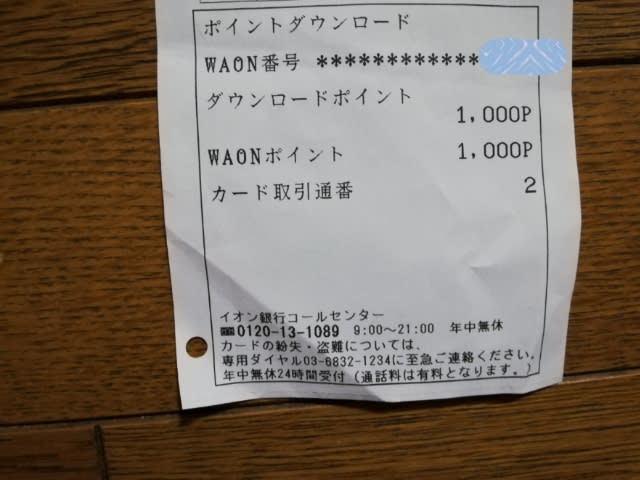 ポイントダウンロード
WAON番号 ************
ダウンロードポイント
1,000P
WAONポイント 1,000P
カード取引通番 2
イオン銀行コールセンター
0120-13-1089 9:00～21:00 年中無休
カードの紛失・盗難については、
専用ダイヤル03-6832-1234に至急ご連絡ください。
年中無休24時間受付（通話料は有料となります。）